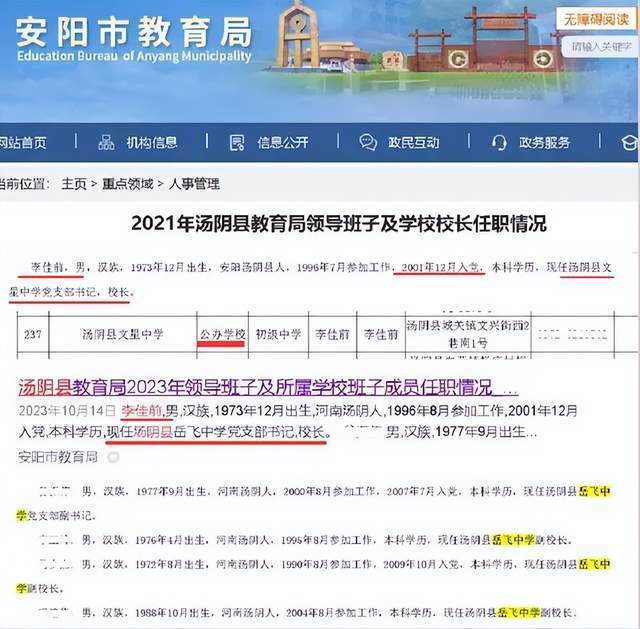 安阳市教育局
Education Bureau of Anyang Municipality
无障碍阅读
请输入关键字
网站首页 机构信息 信息公开 政民互动 政务服务
当前位置： 主页 > 重点领域 > 人事管理
2021年汤阴县教育局领导班子及学校校长任职情况
李佳前，男，汉族，1973年12月出生，安阳汤阴县人，1996年7月参加工作，2001年12月入党，本科学历，现任汤阴县文
星中学党支部书记，校长。
237 汤阴县文星中学 公办学校 初级中学 李佳前 李佳前 汤阴县城关镇文兴街西2
巷南1号
汤阴县教育局2023年领导班子及所属学校班子成员任职情况_...
2023年10月14日 李佳前,男,汉族,1973年12月出生,河南汤阴人,1996年8月参加工作,2001年12月
入党,本科学历,现任汤阴县岳飞中学党支部书记,校长。 男,汉族,1977年9月出生...
安阳市教育局
男，汉族，1977年9月出生，河南汤阴人，2000年8月参加工作，2007年7月入党，本科学历，现任汤阴县岳飞中
学党支部副书记。
男，汉族，1976年4月出生，河南汤阴人，1995年8月参加工作，本科学历，现任汤阴县岳飞中学副校长。
男，汉族，1972年8月出生，河南汤阴人，1990年8月参加工作，2009年10月入党，本科学历，现任汤阴县岳飞中
学副校长。
男，汉族，1988年10月出生，河南汤阴人，2004年8月参加工作，本科学历，现任汤阴县岳飞中学副校长。